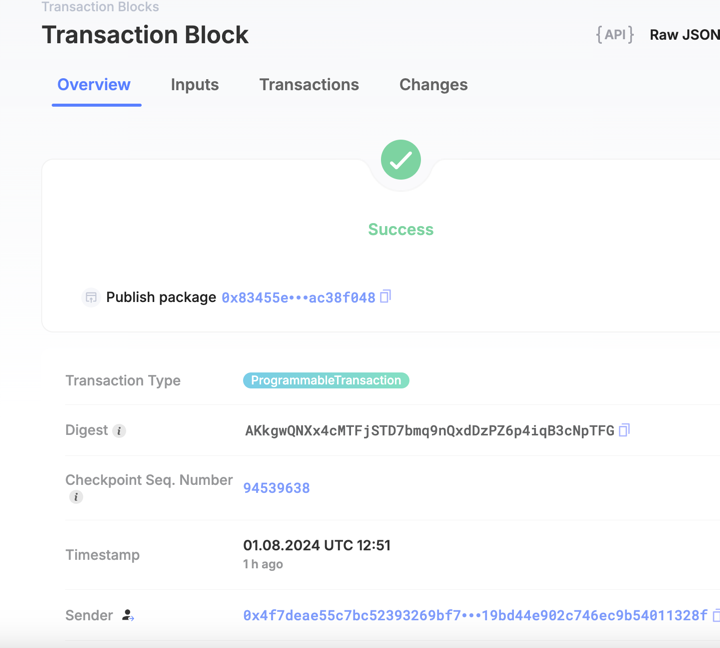 Transaction Blocks
Transaction Block
{API} Raw JSON
Overview Inputs Transactions Changes
Success
Publish package 0x83455e•••ac38f048
Transaction Type ProgrammableTransaction
Digest i AKkgwQNXx4cMTFjSTD7bmq9nQxdDzPZ6p4iqB3cNpTFG
Checkpoint Seq. Number 94539638
i
Timestamp 01.08.2024 UTC 12:51
1 h ago
Sender 0x4f7deae55c7bc52393269bf7•••19bd44e902c746ec9b54011328f